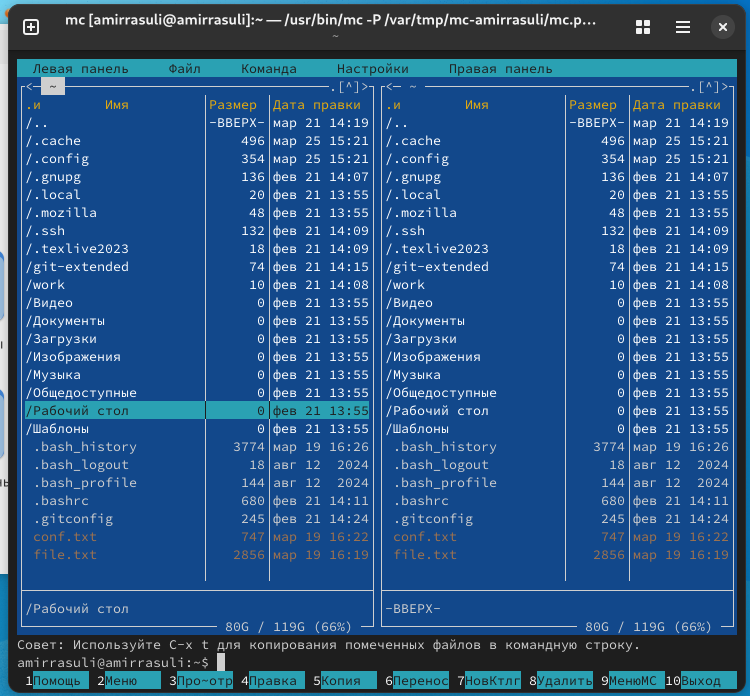 mc [amirrasuli@amirrasuli]:~ — /usr/bin/mc -P /var/tmp/mc-amirrasuli/mc.p…
~
Левая панель Файл Команда Настройки Правая панель
<─ ~ .[^]> <─ ~ .[^]>
.и Имя Размер Дата правки .и Имя Размер Дата правки
/.. -ВВЕРХ- мар 21 14:19 /.. -ВВЕРХ- мар 21 14:19
/.cache 496 мар 25 15:21 /.cache 496 мар 25 15:21
/.config 354 мар 25 15:21 /.config 354 мар 25 15:21
/.gnupg 136 фев 21 14:07 /.gnupg 136 фев 21 14:07
/.local 20 фев 21 13:55 /.local 20 фев 21 13:55
/.mozilla 48 фев 21 13:55 /.mozilla 48 фев 21 13:55
/.ssh 132 фев 21 14:09 /.ssh 132 фев 21 14:09
/.texlive2023 18 фев 21 14:09 /.texlive2023 18 фев 21 14:09
/git-extended 74 фев 21 14:15 /git-extended 74 фев 21 14:15
/work 10 фев 21 14:08 /work 10 фев 21 14:08
/Видео 0 фев 21 13:55 /Видео 0 фев 21 13:55
/Документы 0 фев 21 13:55 /Документы 0 фев 21 13:55
/Загрузки 0 фев 21 13:55 /Загрузки 0 фев 21 13:55
/Изображения 0 фев 21 13:55 /Изображения 0 фев 21 13:55
/Музыка 0 фев 21 13:55 /Музыка 0 фев 21 13:55
/Общедоступные 0 фев 21 13:55 /Общедоступные 0 фев 21 13:55
/Рабочий стол 0 фев 21 13:55 /Рабочий стол 0 фев 21 13:55
/Шаблоны 0 фев 21 13:55 /Шаблоны 0 фев 21 13:55
.bash_history 3774 мар 19 16:26 .bash_history 3774 мар 19 16:26
.bash_logout 18 авг 12 2024 .bash_logout 18 авг 12 2024
.bash_profile 144 авг 12 2024 .bash_profile 144 авг 12 2024
.bashrc 680 фев 21 14:11 .bashrc 680 фев 21 14:11
.gitconfig 245 фев 21 14:24 .gitconfig 245 фев 21 14:24
conf.txt 747 мар 19 16:22 conf.txt 747 мар 19 16:22
file.txt 2856 мар 19 16:19 file.txt 2856 мар 19 16:19
/Рабочий стол -ВВЕРХ-
80G / 119G (66%) 80G / 119G (66%)
Совет: Используйте C-x t для копирования помеченных файлов в командную строку.
amirrasuli@amirrasuli:~$
1Помощь 2Меню 3Про~отр 4Правка 5Копия 6Перенос 7НовКтлг 8Удалить 9МенюMC 10Выход